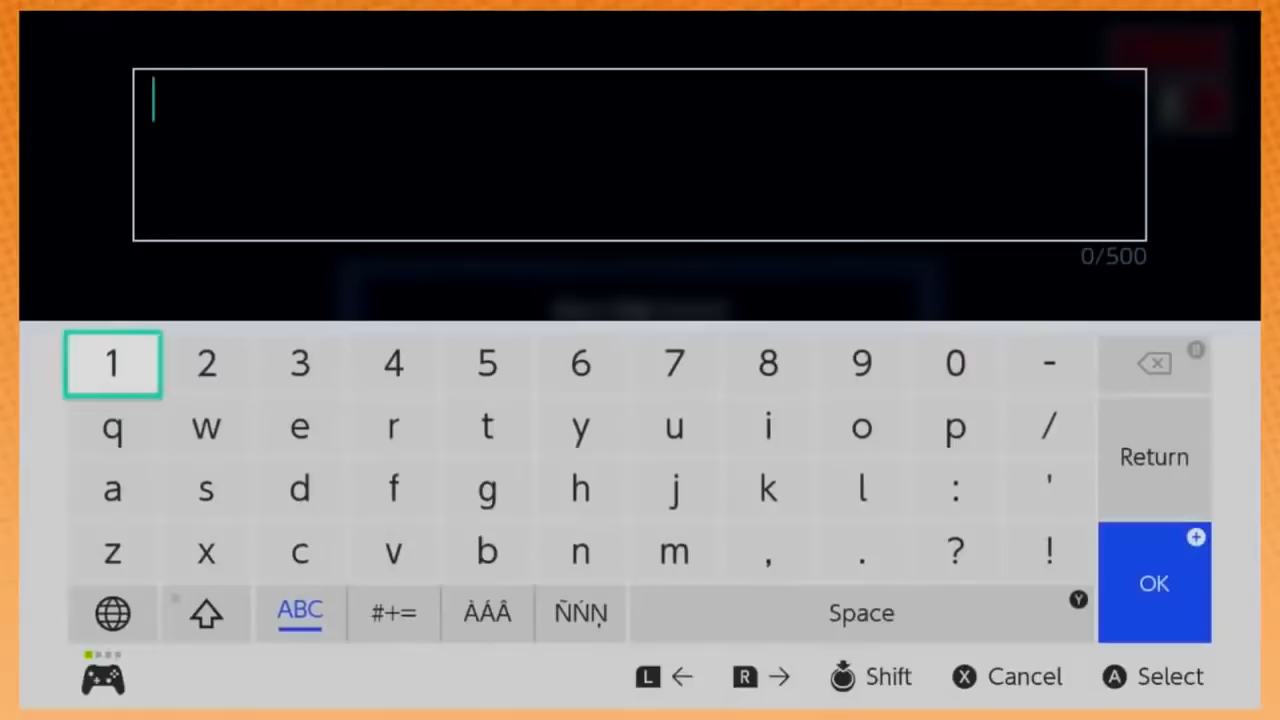 0/500
1 2 3 4 5 6 7 8 9 0 -
q w e r t y u i o p /
Return
a s d f g h j k l : '
z x c v b n m , . ? !
OK
ABC #+= ÀÁÂ ÑŃŅ Space Y
L ← R → Shift X Cancel A Select